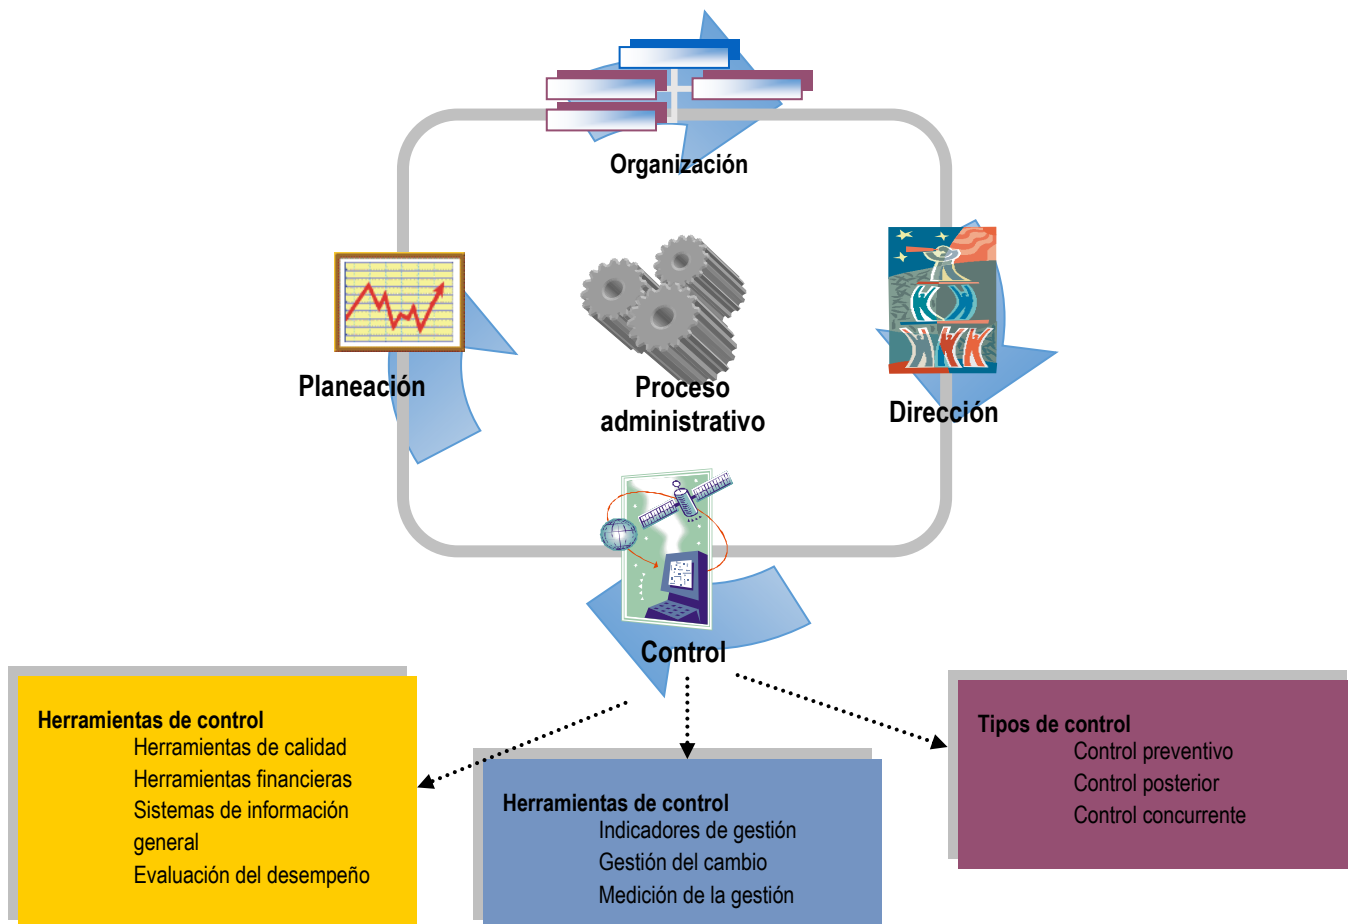 Organización
Planeación
Proceso
administrativo
Dirección
Control
Herramientas de control
Herramientas de calidad
Herramientas financieras
Sistemas de información
general
Evaluación del desempeño
Herramientas de control
Indicadores de gestión
Gestión del cambio
Medición de la gestión
Tipos de control
Control preventivo
Control posterior
Control concurrente